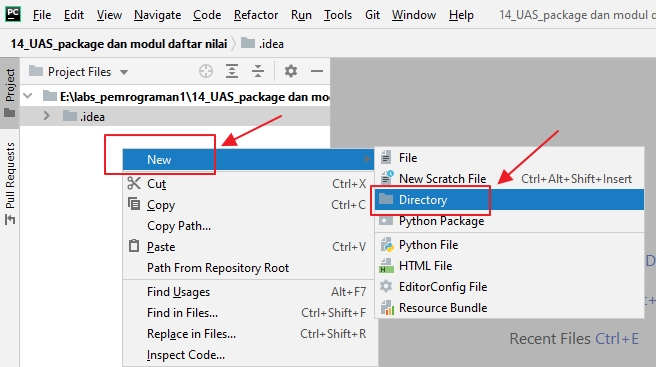 PC File Edit View Navigate Code Refactor Run Tools Git Window Help 14_UAS_package dan modul d
14_UAS_package dan modul daftar nilai .idea
Project
Pull Requests
Project Files
E:\labs_pemrograman1\14_UAS_package dan mo
.idea
New
Cut Ctrl+X
Copy Ctrl+C
Copy Path...
Paste Ctrl+V
Path From Repository Root
Find Usages Alt+F7
Find in Files... Ctrl+Shift+F
Replace in Files... Ctrl+Shift+R
Inspect Code...
File
New Scratch File Ctrl+Alt+Shift+Insert
Directory
Python Package
Python File
HTML File
EditorConfig File
Resource Bundle
Recent Files Ctrl+E